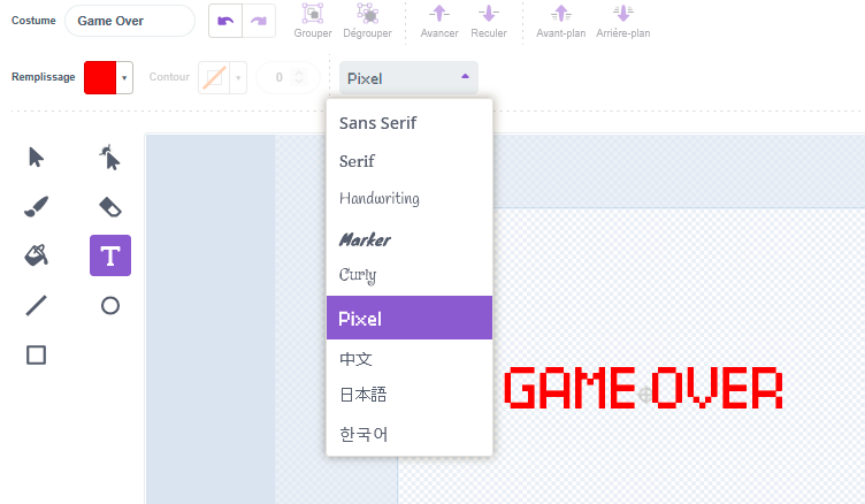 Costume Game Over
Grouper Dégrouper Avancer Reculer Avant-plan Arrière-plan
Remplissage Contour 0 Pixel
Sans Serif
Serif
Handwriting
Marker
Curly
T
Pixel
中文
日本語
한국어
GAME OVER